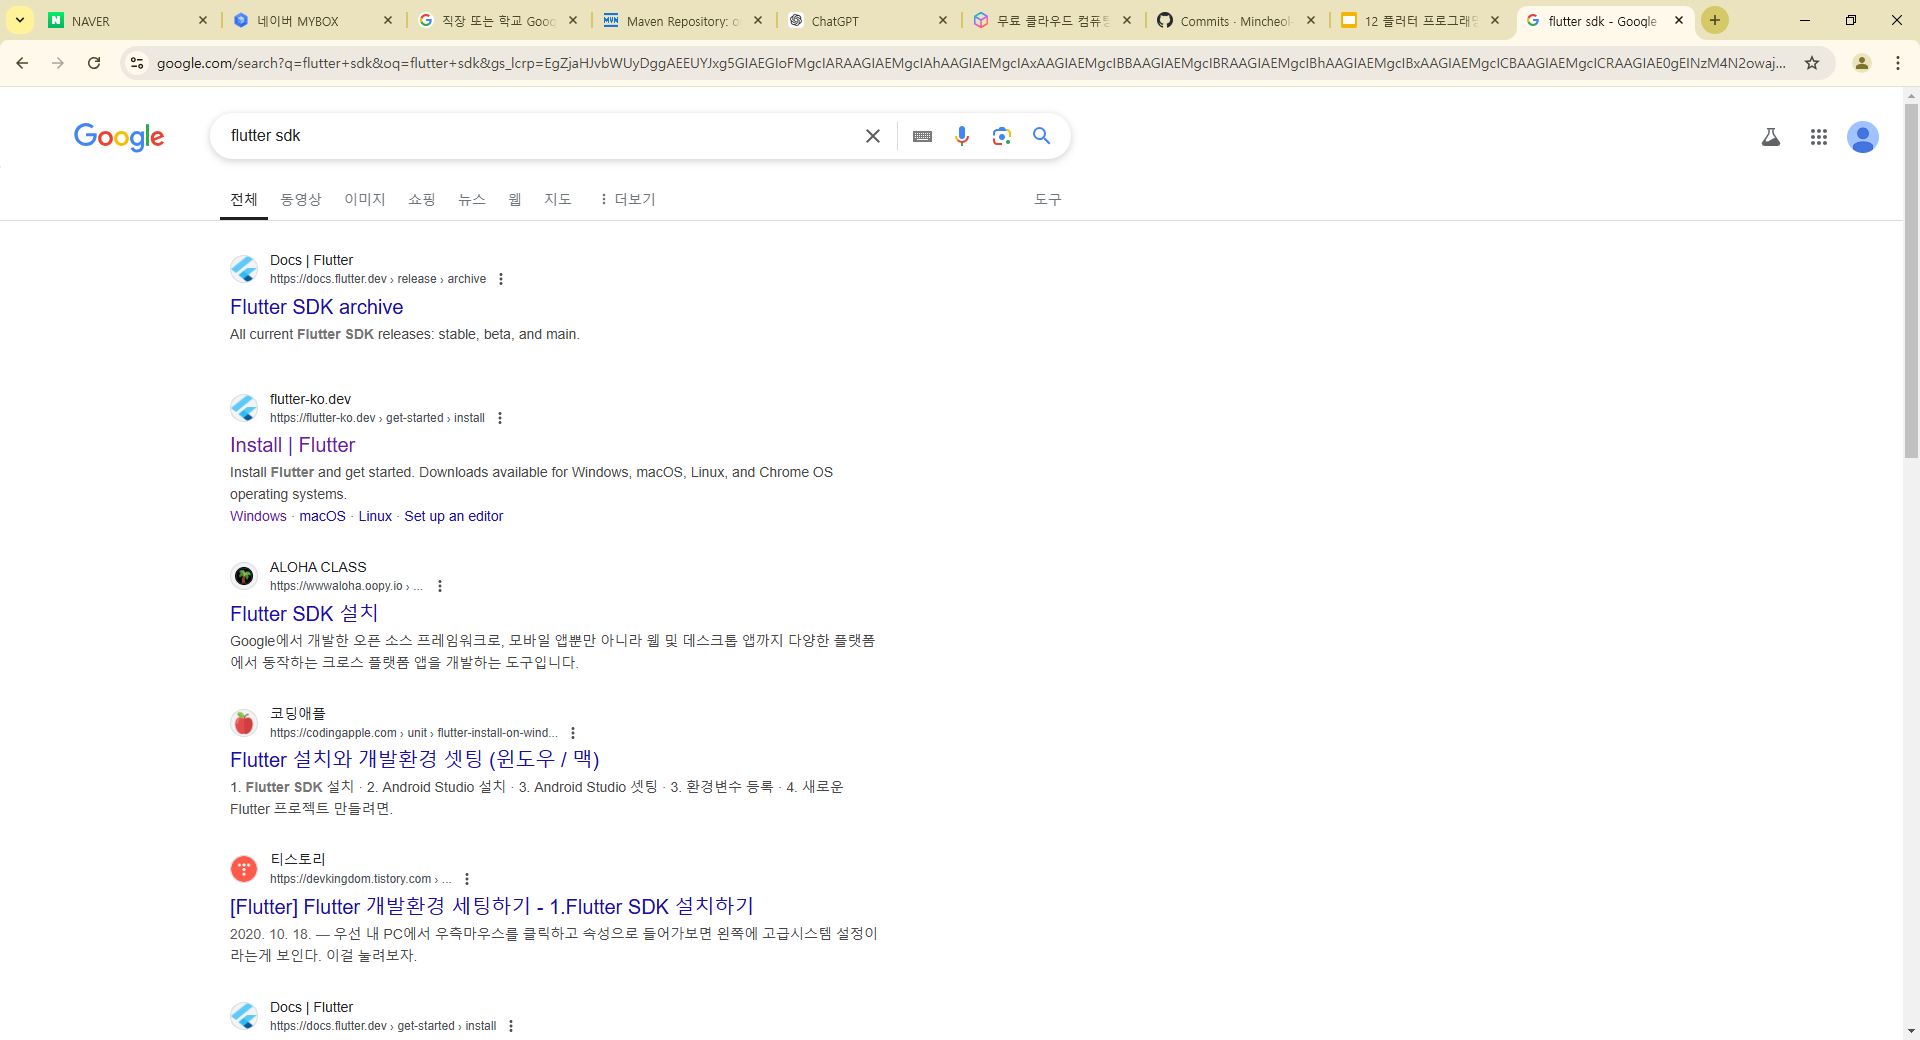 NAVER
네이버 MYBOX
직장 또는 학교 Goog
Maven Repository: o
ChatGPT
무료 클라우드 컴퓨팅
Commits · Mincheol
12 플러터 프로그래밍
flutter sdk - Google
google.com/search?q=flutter+sdk&oq=flutter+sdk&gs_lcrp=EgZjaHJvbWUyDggAEEUYJxg5GIAEGIoFMgcIARAAGIAEMgcIAhAAGIAEMgcIAxAAGIAEMgcIBBAAGIAEMgcIBRAAGIAEMgcIBhAAGIAEMgcIBxAAGIAEMgcICBAAGIAEMgcICRAAGIAE0gEINzM4N2owaj...
Google
flutter sdk
전체
동영상
이미지
쇼핑
뉴스
웹
지도
더보기
도구
Docs | Flutter
https://docs.flutter.dev › release › archive
Flutter SDK archive
All current Flutter SDK releases: stable, beta, and main.
flutter-ko.dev
https://flutter-ko.dev › get-started › install
Install | Flutter
Install Flutter and get started. Downloads available for Windows, macOS, Linux, and Chrome OS
operating systems.
Windows · macOS · Linux · Set up an editor
ALOHA CLASS
https://wwwaloha.oopy.io › ...
Flutter SDK 설치
Google에서 개발한 오픈 소스 프레임워크로, 모바일 앱뿐만 아니라 웹 및 데스크톱 앱까지 다양한 플랫폼
에서 동작하는 크로스 플랫폼 앱을 개발하는 도구입니다.
코딩애플
https://codingapple.com › unit › flutter-install-on-wind...
Flutter 설치와 개발환경 셋팅 (윈도우 / 맥)
1. Flutter SDK 설치 · 2. Android Studio 설치 · 3. Android Studio 셋팅 · 3. 환경변수 등록 · 4. 새로운
Flutter 프로젝트 만들려면.
티스토리
https://devkingdom.tistory.com › ...
[Flutter] Flutter 개발환경 세팅하기 - 1.Flutter SDK 설치하기
2020. 10. 18. — 우선 내 PC에서 우측마우스를 클릭하고 속성으로 들어가보면 왼쪽에 고급시스템 설정이
라는게 보인다. 이걸 눌려보자.
Docs | Flutter
https://docs.flutter.dev › get-started › install